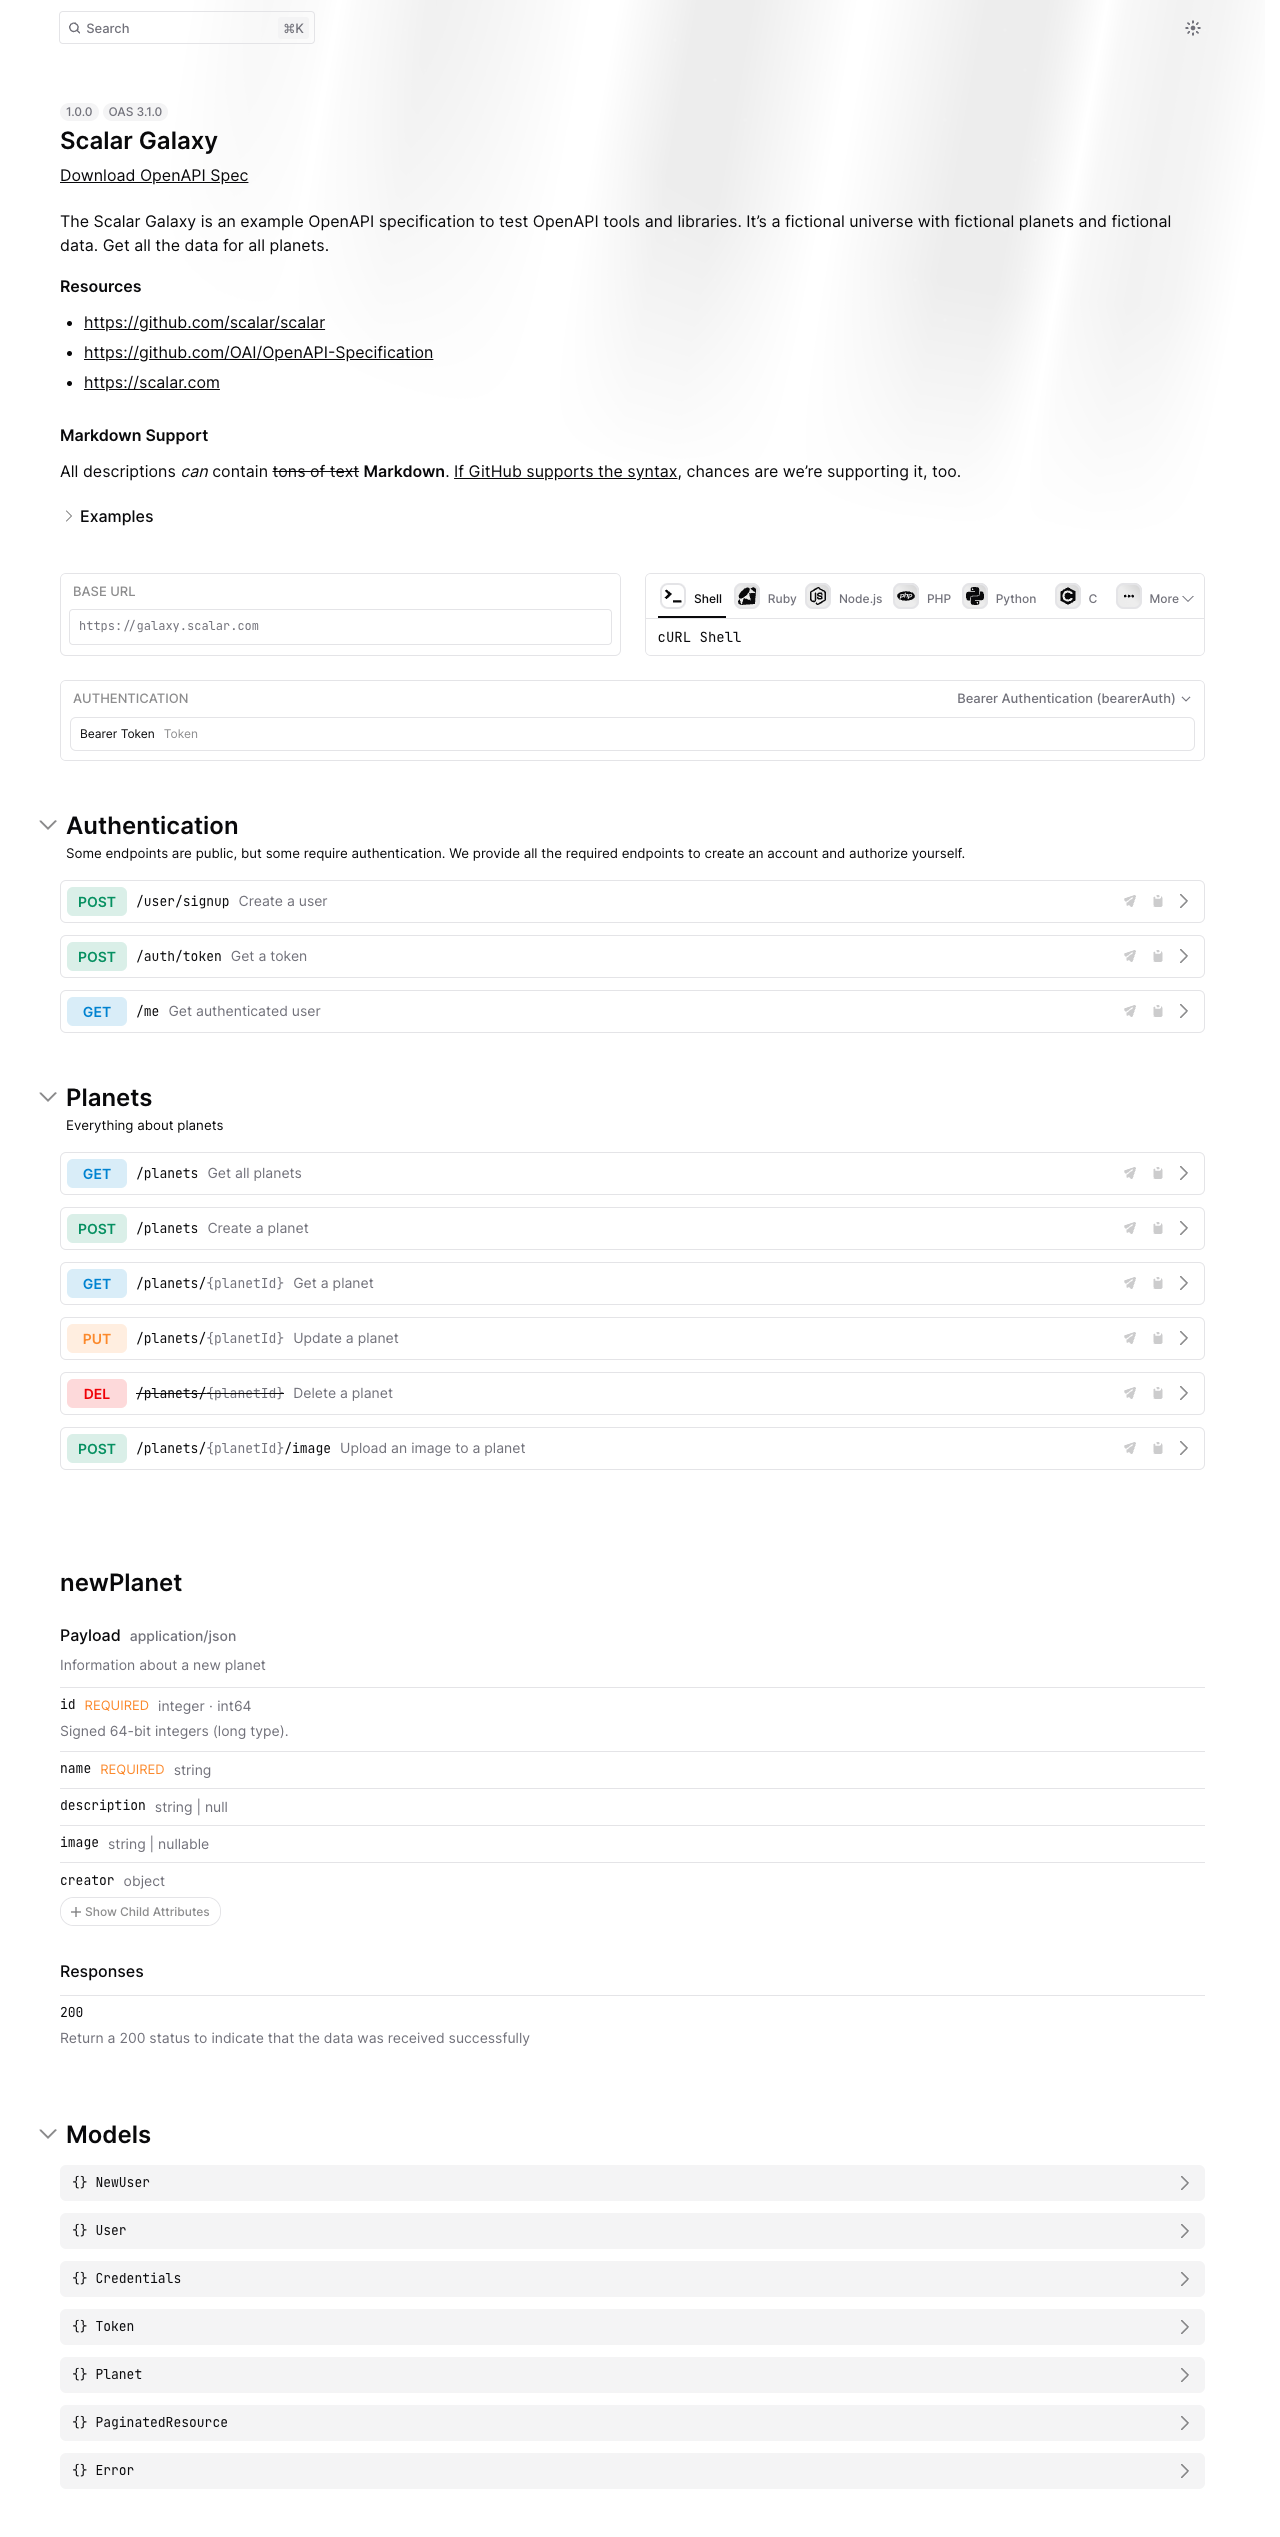 Search ⌘K
1.0.0 OAS 3.1.0
Scalar Galaxy
Download OpenAPI Spec
The Scalar Galaxy is an example OpenAPI specification to test OpenAPI tools and libraries. It’s a fictional universe with fictional planets and fictional
data. Get all the data for all planets.
Resources
• https://github.com/scalar/scalar
• https://github.com/OAI/OpenAPI-Specification
• https://scalar.com
Markdown Support
All descriptions can contain tons of text Markdown. If GitHub supports the syntax, chances are we’re supporting it, too.
Examples
BASE URL
https://galaxy.scalar.com
Shell Ruby Node.js PHP Python C More
cURL Shell
AUTHENTICATION Bearer Authentication (bearerAuth)
Bearer Token Token
Authentication
Some endpoints are public, but some require authentication. We provide all the required endpoints to create an account and authorize yourself.
POST /user/signup Create a user
POST /auth/token Get a token
GET /me Get authenticated user
Planets
Everything about planets
GET /planets Get all planets
POST /planets Create a planet
GET /planets/{planetId} Get a planet
PUT /planets/{planetId} Update a planet
DEL /planets/{planetId} Delete a planet
POST /planets/{planetId}/image Upload an image to a planet
newPlanet
Payload application/json
Information about a new planet
id REQUIRED integer · int64
Signed 64-bit integers (long type).
name REQUIRED string
description string | null
image string | nullable
creator object
+ Show Child Attributes
Responses
200
Return a 200 status to indicate that the data was received successfully
Models
{} NewUser
{} User
{} Credentials
{} Token
{} Planet
{} PaginatedResource
{} Error